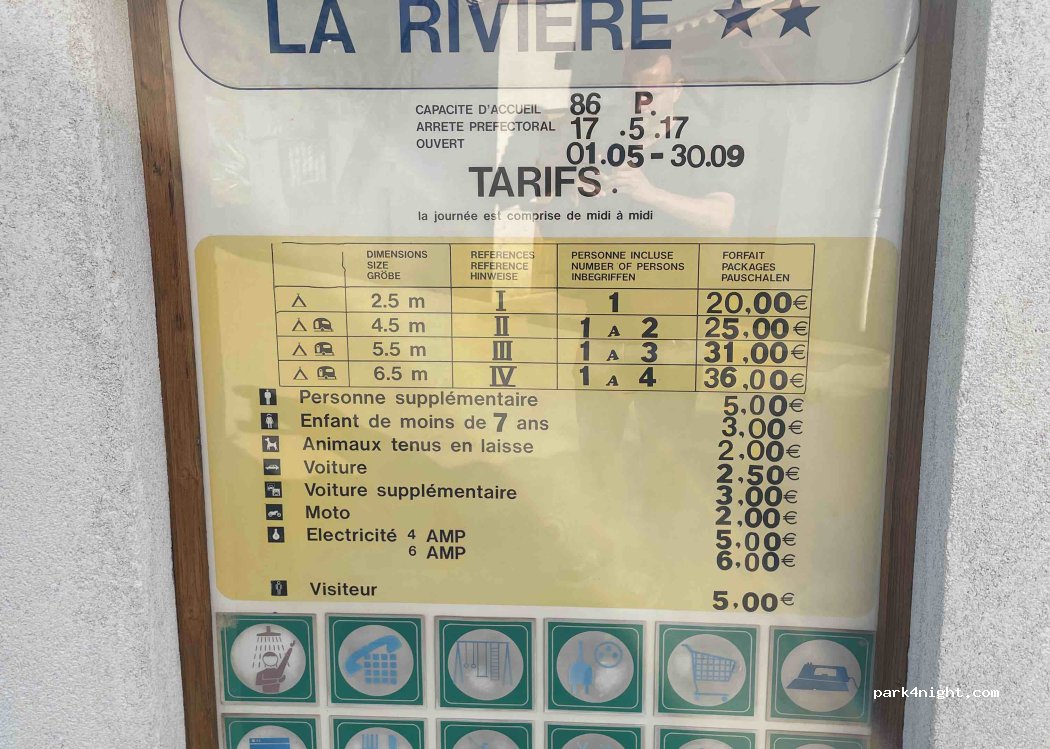 LA RIVIERE ★★
CAPACITE D'ACCUEIL 86 P.
ARRETE PREFECTORAL 17 .5 .17
OUVERT 01.05 - 30.09
TARIFS .
la journée est comprise de midi à midi
DIMENSIONS SIZE GRÖBE REFERENCES REFERENCE HINWEISE PERSONNE INCLUSE NUMBER OF PERSONS INBEGRIFFEN FORFAIT PACKAGES PAUSCHALEN
2.5 m I 1 20,00€
4.5 m II 1 A 2 25,00€
5.5 m III 1 A 3 31,00€
6.5 m IV 1 A 4 36,00€
Personne supplémentaire 5,00€
Enfant de moins de 7 ans 3,00€
Animaux tenus en laisse 2,00€
Voiture 2,50€
Voiture supplémentaire 3,00€
Moto 2,00€
Electricité 4 AMP 5,00€
6 AMP 6,00€
Visiteur 5,00€
park4night.com